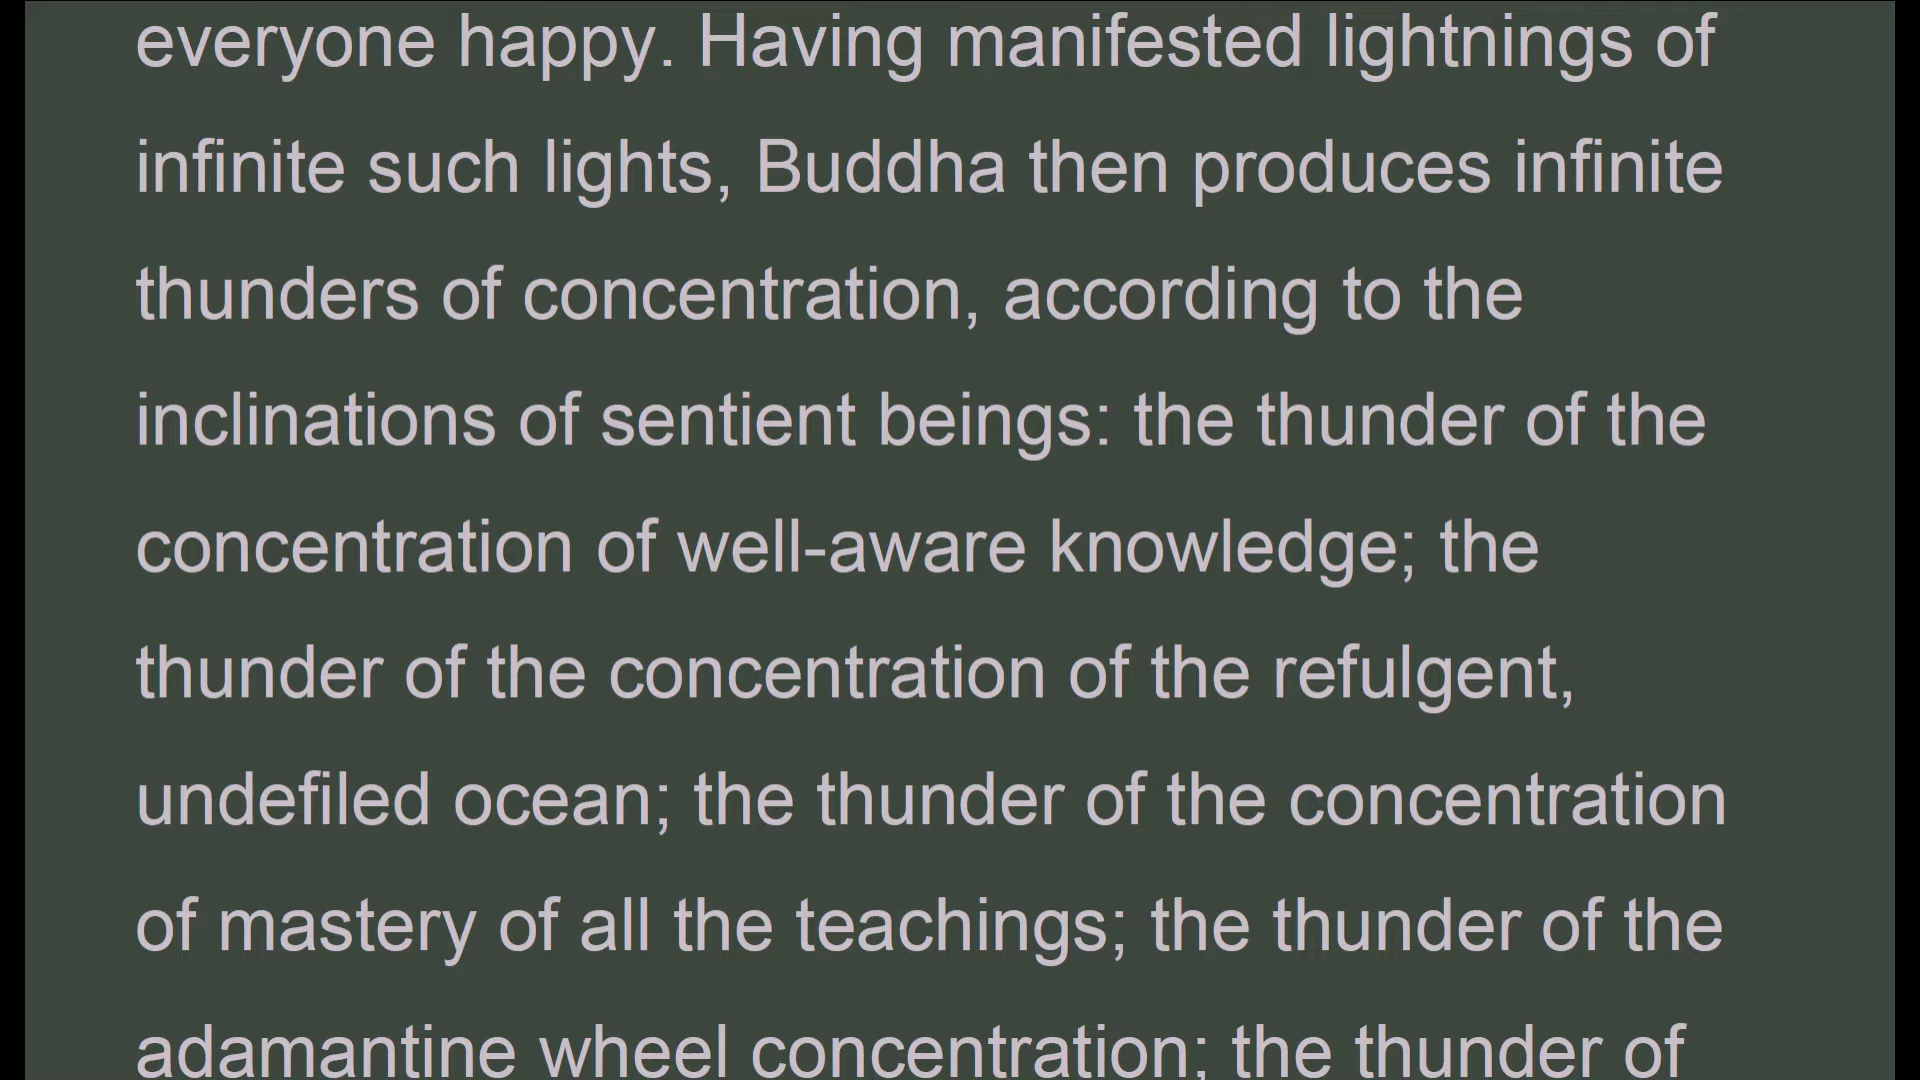 everyone happy. Having manifested lightnings of
infinite such lights, Buddha then produces infinite
thunders of concentration, according to the
inclinations of sentient beings: the thunder of the
concentration of well-aware knowledge; the
thunder of the concentration of the refulgent,
undefiled ocean; the thunder of the concentration
of mastery of all the teachings; the thunder of the
adamantine wheel concentration; the thunder of